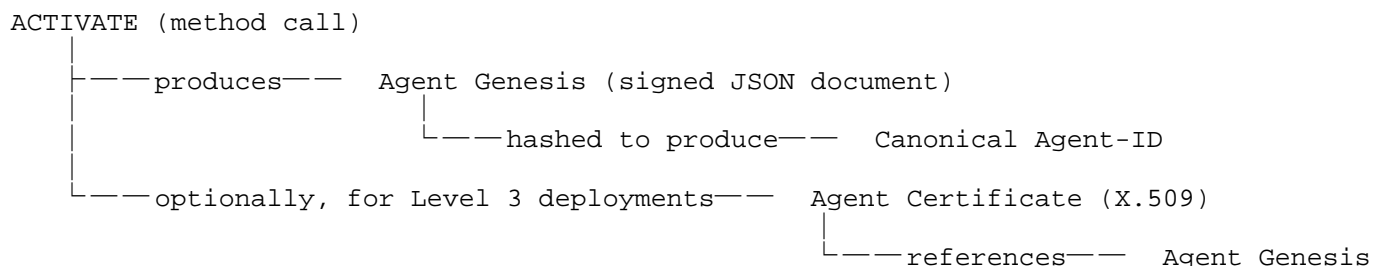 ACTIVATE (method call)
produces Agent Genesis (signed JSON document)
hashed to produce Canonical Agent-ID
optionally, for Level 3 deployments Agent Certificate (X.509)
references Agent Genesis